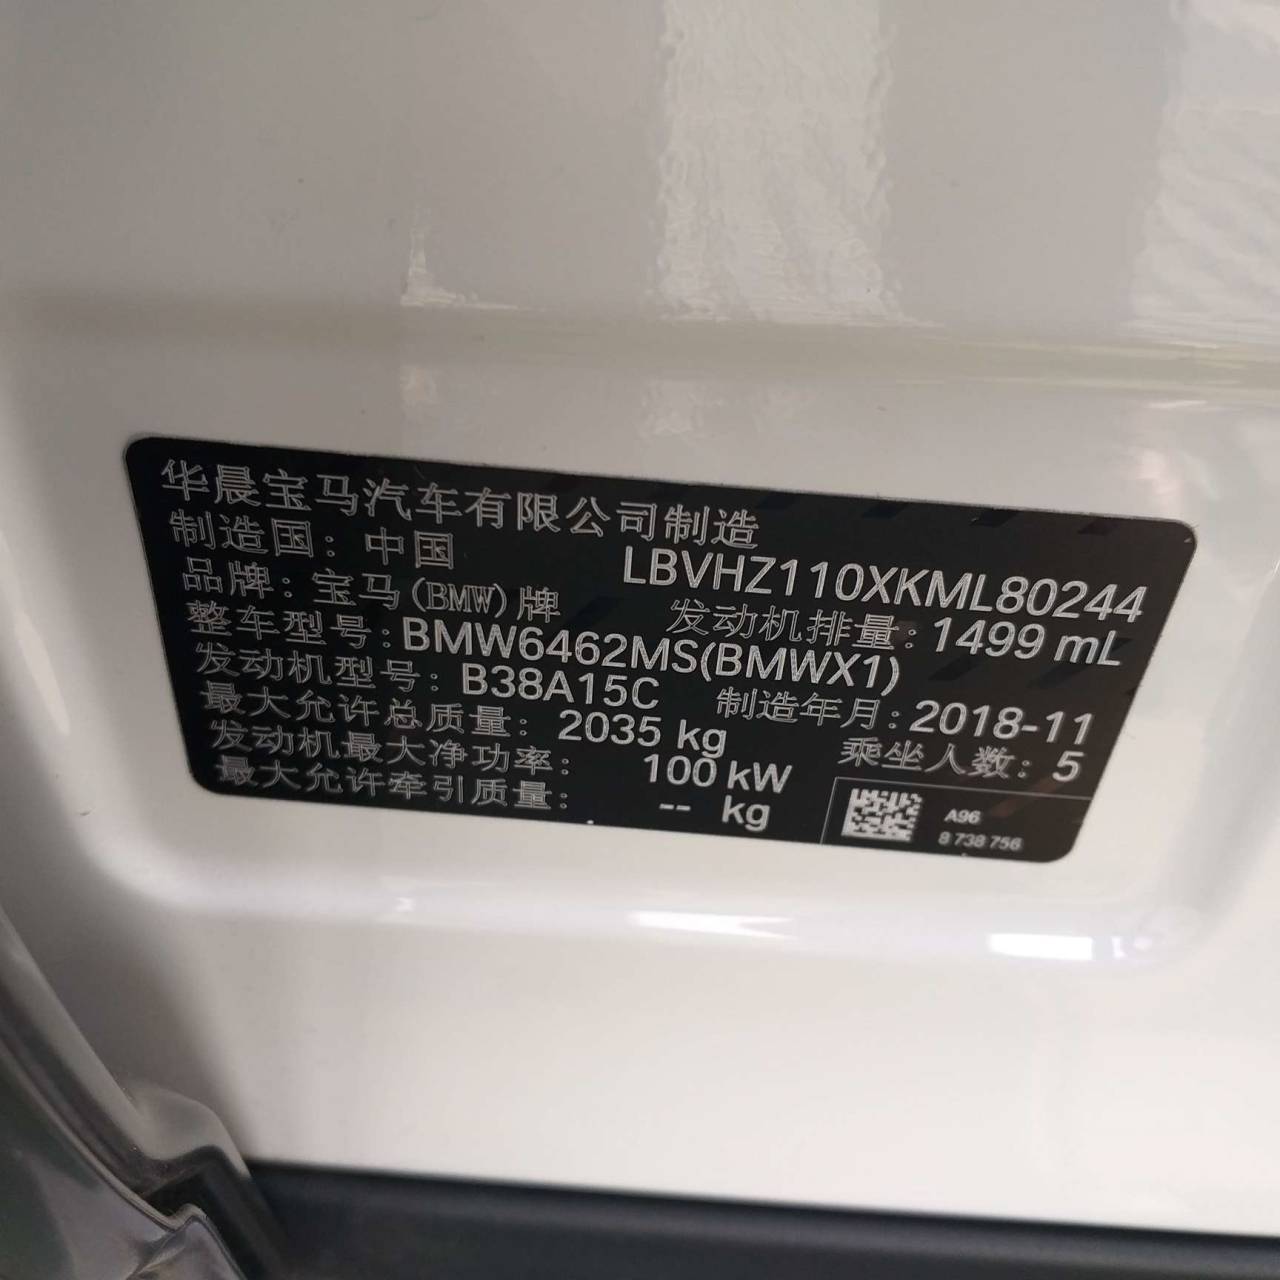 华晨宝马汽车有限公司制造
制造国：中国 LBVHZ110XKML80244
品牌：宝马(BMW)牌 发动机排量：1499 mL
整车型号：BMW6462MS(BMWX1)
发动机型号：B38A15C 制造年月：2018-11
最大允许总质量：2035 kg 乘坐人数：5
发动机最大净功率：100 kW
最大允许牵引质量：-- kg
A96
8 738 756